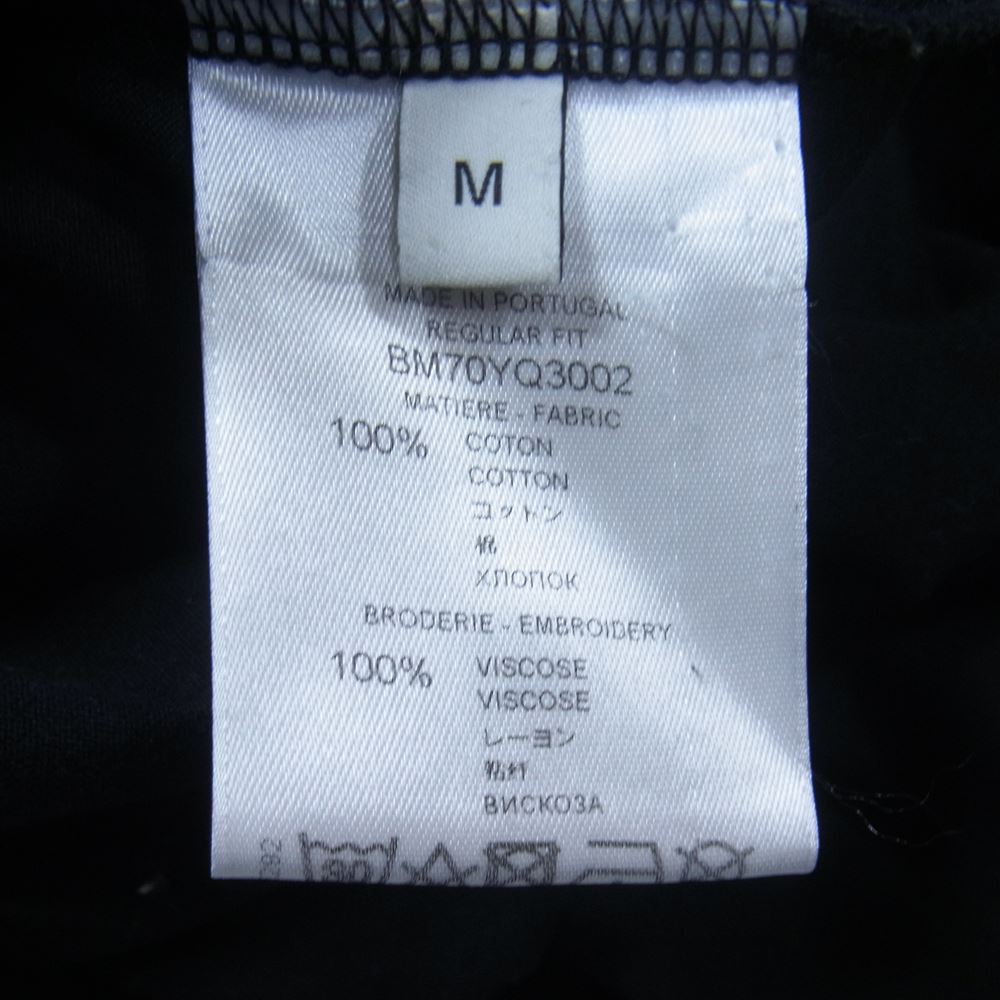 M
MADE IN PORTUGAL
REGULAR FIT
BM70YQ3002
MATIERE - FABRIC
100% COTON
COTTON
コットン
棉
ХЛОПОК
BRODERIE - EMBROIDERY
100% VISCOSE
VISCOSE
レーヨン
粘纤
ВИСКОЗА